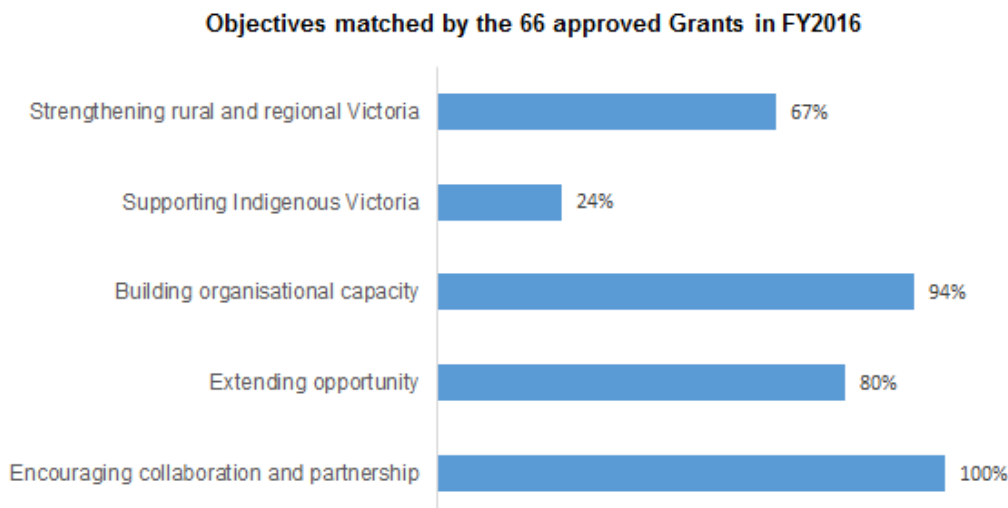 Objectives matched by the 66 approved Grants in FY2016
Strengthening rural and regional Victoria 67%
Supporting Indigenous Victoria 24%
Building organisational capacity 94%
Extending opportunity 80%
Encouraging collaboration and partnership 100%